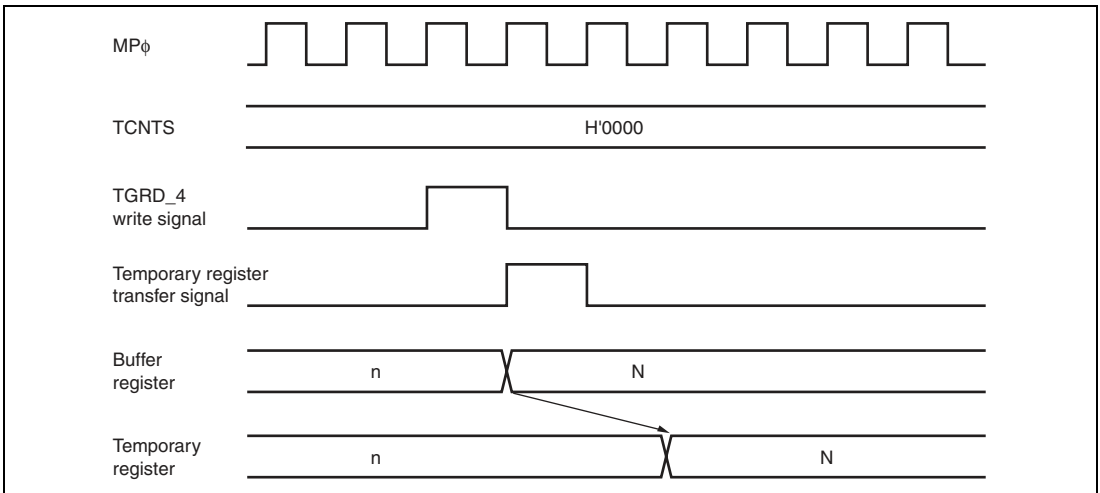 MPϕ
TCNTS
H'0000
TGRD_4
write signal
Temporary register
transfer signal
Buffer
register
n
N
Temporary
register
n
N